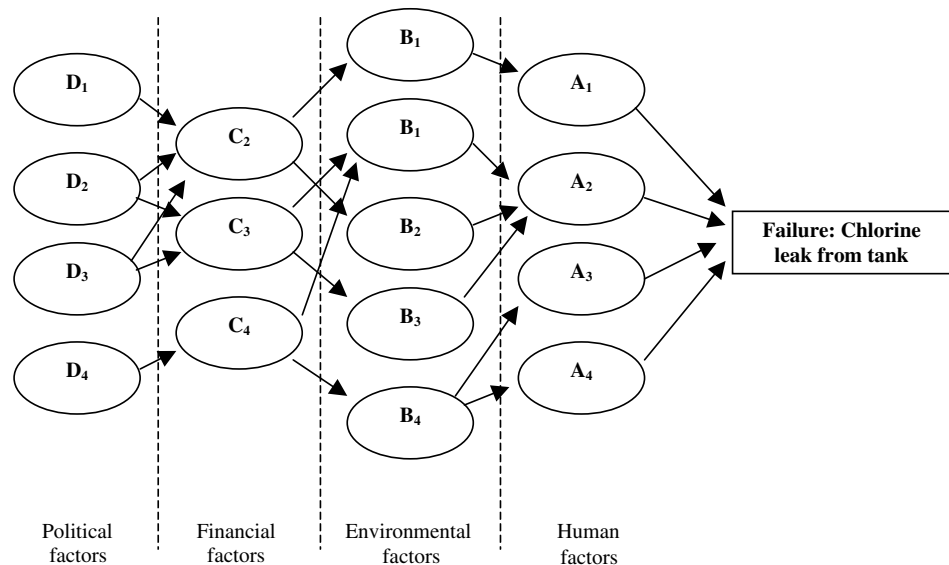 D₁
D₂
D₃
D₄
C₂
C₃
C₄
B₁
B₁
B₂
B₃
B₄
A₁
A₂
A₃
A₄
Failure: Chlorine
leak from tank
Political
factors
Financial
factors
Environmental
factors
Human
factors